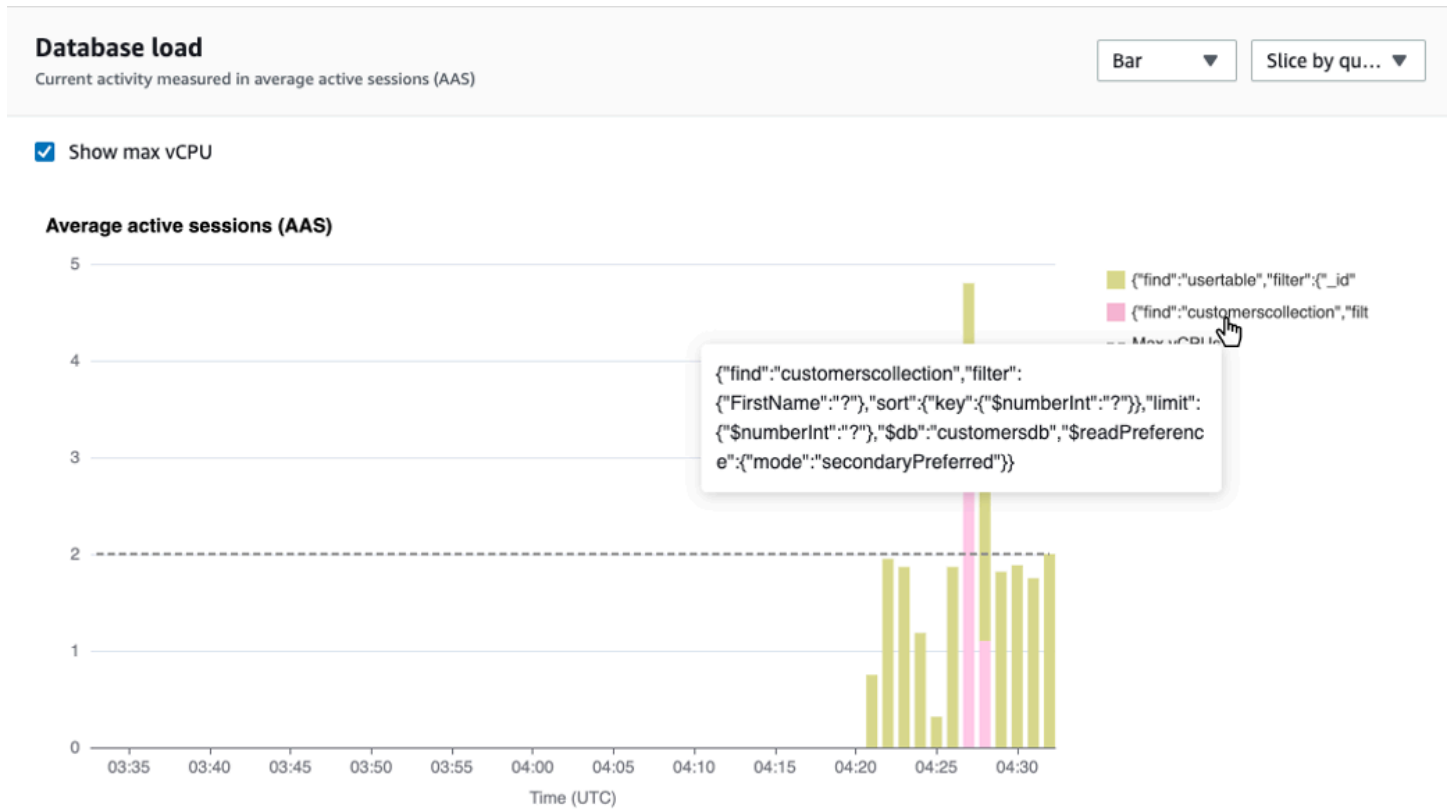 Database load
Current activity measured in average active sessions (AAS)
Bar
Slice by qu...
Show max vCPU
Average active sessions (AAS)
5
4
3
2
1
0
{"find":"usertable","filter":{"_id"
{"find":"customerscollection","filt
Max vCPUs
{"find":"customerscollection","filter":
{"FirstName":"?"},"sort":{"key":{"$numberInt":"?"}},"limit":
{"$numberInt":"?"},"$db":"customersdb","$readPreferenc
e":{"mode":"secondaryPreferred"}}
03:35 03:40 03:45 03:50 03:55 04:00 04:05 04:10 04:15 04:20 04:25 04:30
Time (UTC)